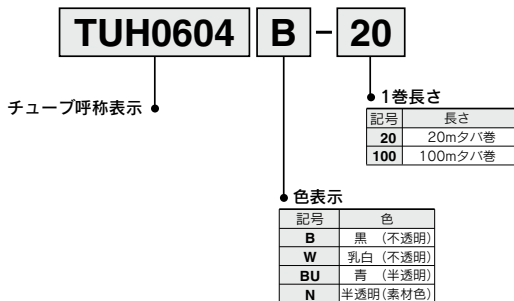 TUH0604 B - 20
チューブ呼称表示
1巻長さ
記号 長さ
20 20mタバ巻
100 100mタバ巻
色表示
記号 色
B 黒 (不透明)
W 乳白 (不透明)
BU 青 (半透明)
N 半透明(素材色)